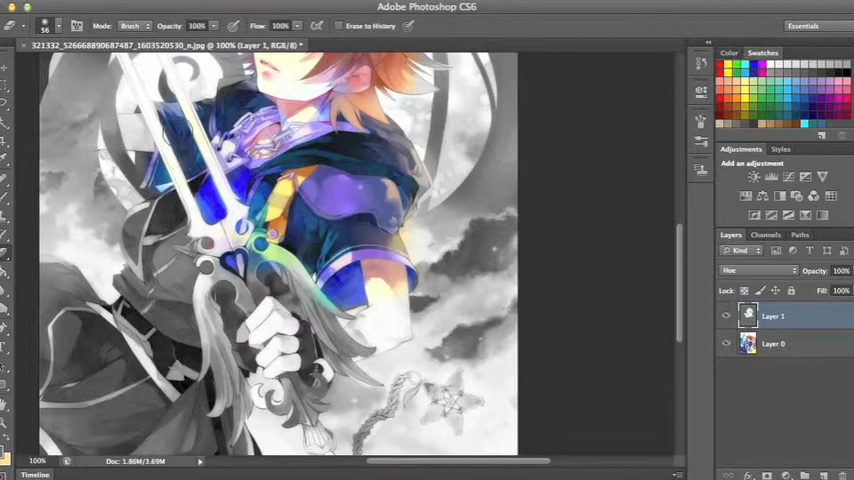 Adobe Photoshop CS6
56 Mode: Brush Opacity: 100% Flow: 100% Erase to History Essentials
× 321332_526668890687487_1603520530_n.jpg @ 100% (Layer 1, RGB/8) *
Color Swatches
Adjustments Styles
Add an adjustment
Layers Channels Paths
Kind
Hue Opacity: 100%
Lock: Fill: 100%
Layer 1
Layer 0
fx
100% Doc: 1.86M/3.69M
Timeline